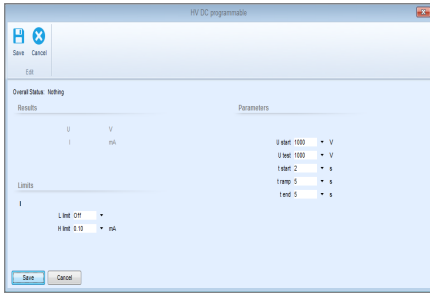 HV DC programmable
Save Cancel
Edit
Overall Status: Nothing
Results
U V
I mA
Limits
I
L limit Off
H limit 0.10 mA
Parameters
U start 1000 V
U test 1000 V
t start 2 s
t ramp 5 s
t end 5 s
Save Cancel